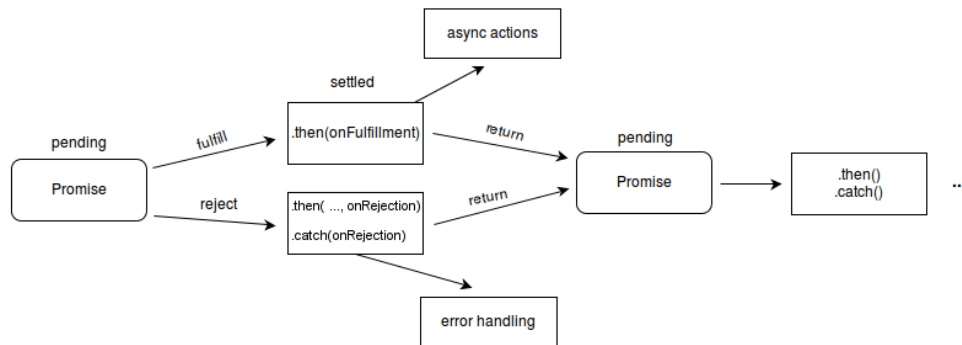 async actions
settled
.then(onFulfillment)
pending
fulfill
return
pending
Promise
Promise
.then()
.catch()
..
reject
.then( ..., onRejection)
.catch(onRejection)
return
error handling